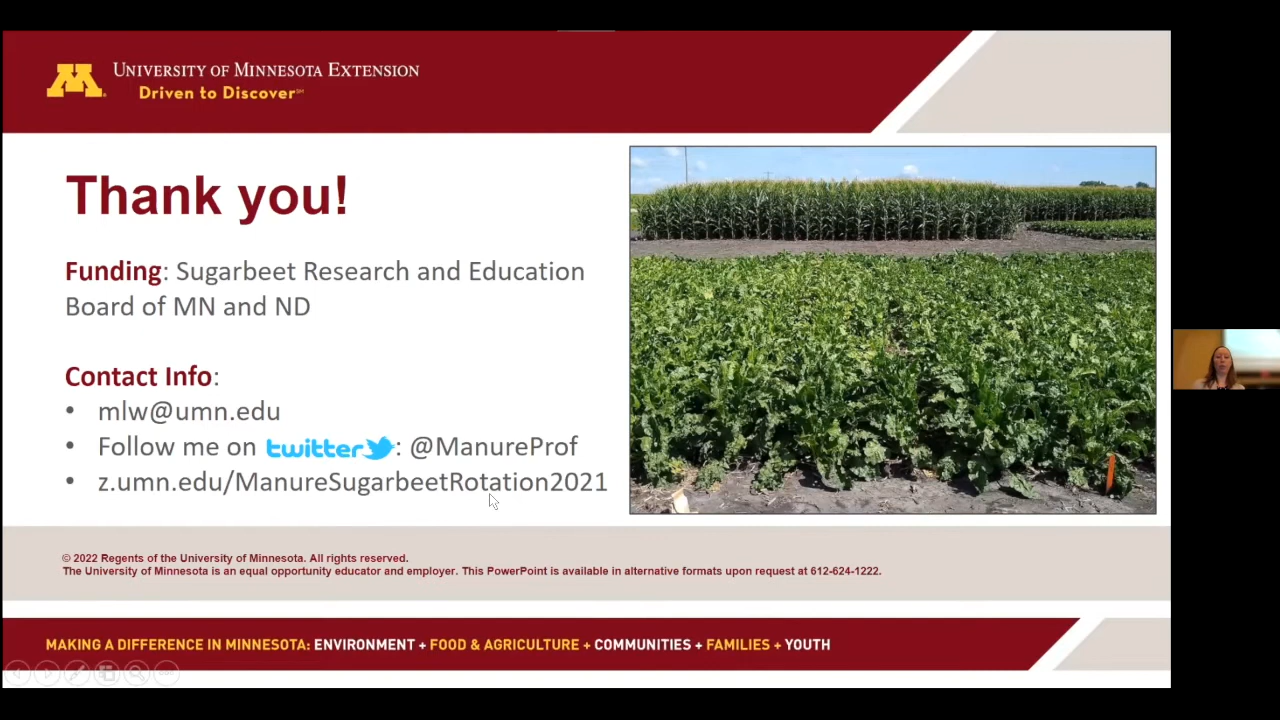 UNIVERSITY OF MINNESOTA EXTENSION
Driven to Discover℠
Thank you!
Funding: Sugarbeet Research and Education
Board of MN and ND
Contact Info:
• mlw@umn.edu
• Follow me on twitter: @ManureProf
• z.umn.edu/ManureSugarbeetRotation2021
© 2022 Regents of the University of Minnesota. All rights reserved.
The University of Minnesota is an equal opportunity educator and employer. This PowerPoint is available in alternative formats upon request at 612-624-1222.
MAKING A DIFFERENCE IN MINNESOTA: ENVIRONMENT + FOOD & AGRICULTURE + COMMUNITIES + FAMILIES + YOUTH